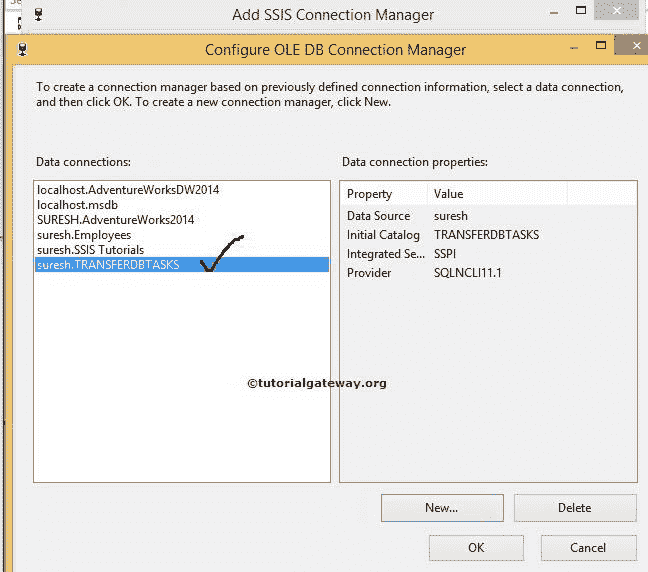 Add SSIS Connection Manager
Configure OLE DB Connection Manager
To create a connection manager based on previously defined connection information, select a data connection,
and then click OK. To create a new connection manager, click New.
Data connections:
localhost.AdventureWorksDW2014
localhost.msdb
SURESH.AdventureWorks2014
suresh.Employees
suresh.SSIS Tutorials
suresh.TRANSFERDBTASKS
Data connection properties:
Property Value
Data Source suresh
Initial Catalog TRANSFERDBTASKS
Integrated Se... SSPI
Provider SQLNCLI11.1
©tutorialgateway.org
New... Delete
OK Cancel